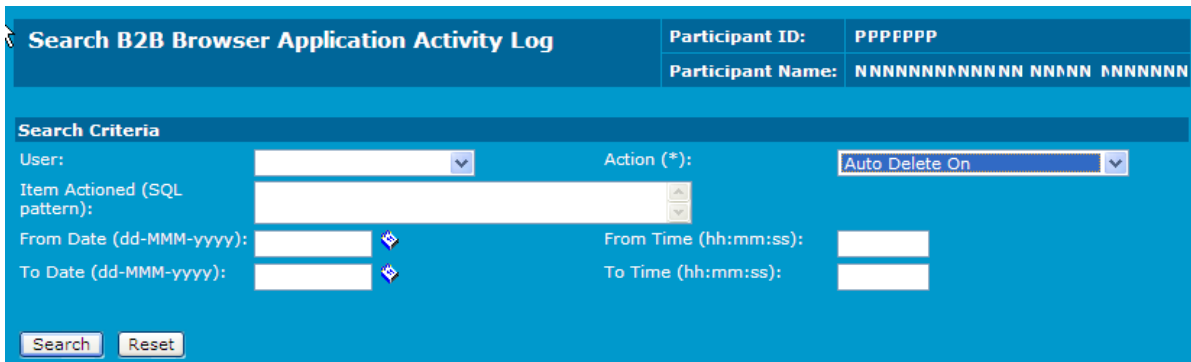 Search B2B Browser Application Activity Log
Participant ID: PPPPPPP
Participant Name: NNNNNNNNNNNNN NNNNN NNNNNNN
Search Criteria
User: Action (*): Auto Delete On
Item Actioned (SQL
pattern):
From Date (dd-MMM-yyyy): From Time (hh:mm:ss):
To Date (dd-MMM-yyyy): To Time (hh:mm:ss):
Search Reset